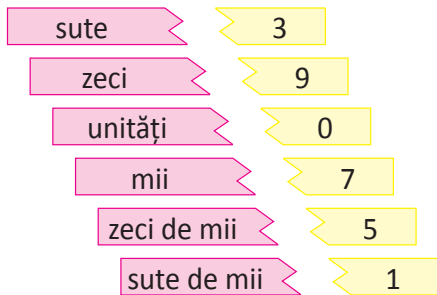 sute 3
zeci 9
unități 0
mii 7
zeci de mii 5
sute de mii 1